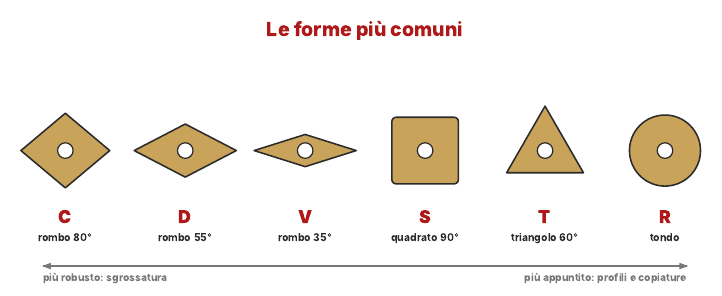 Le forme più comuni
C D V S T R
rombo 80° rombo 55° rombo 35° quadrato 90° triangolo 60° tondo
più robusto: sgrossatura più appuntito: profili e copiature